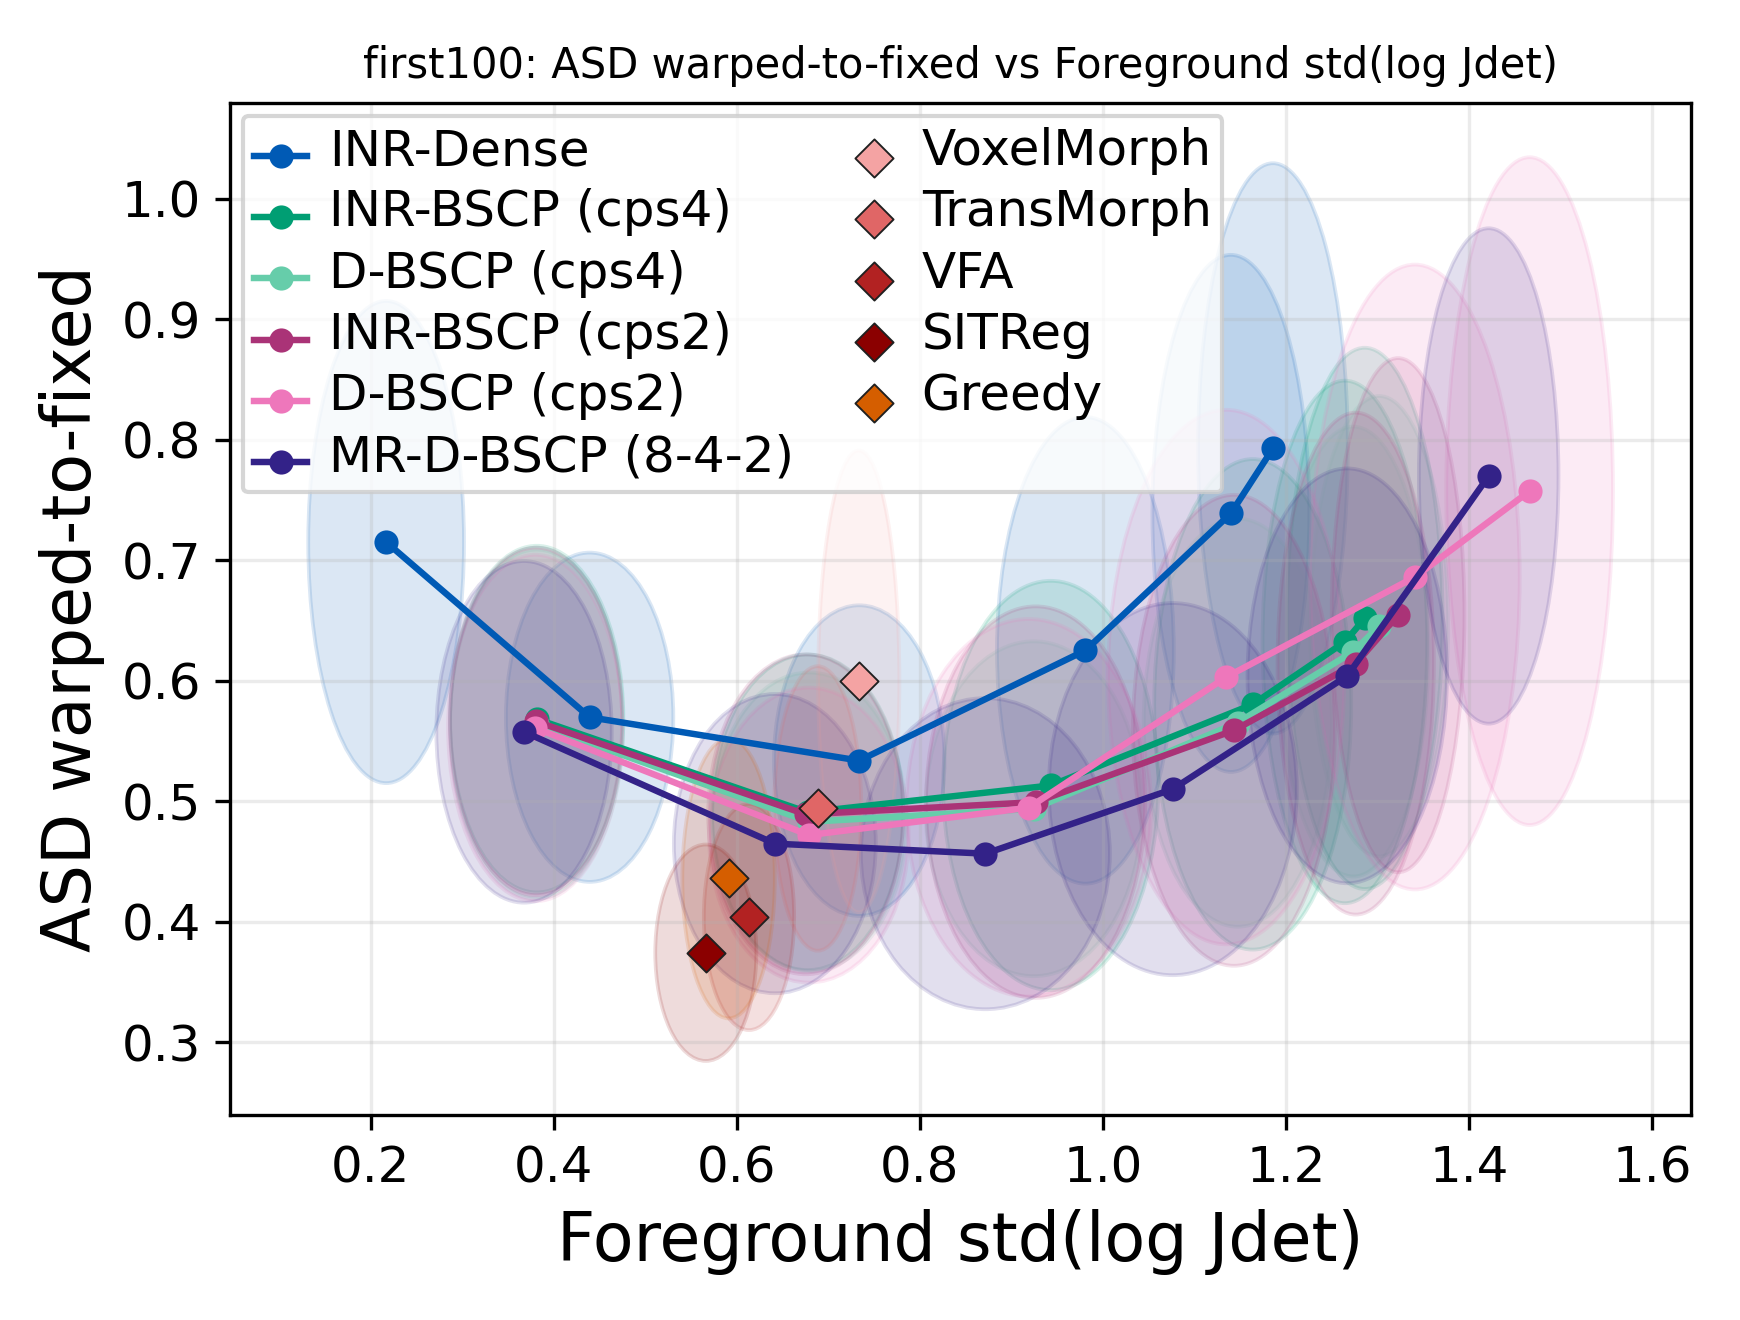 first100: ASD warped-to-fixed vs Foreground std(log Jdet)
INR-Dense
INR-BSCP (cps4)
D-BSCP (cps4)
INR-BSCP (cps2)
D-BSCP (cps2)
MR-D-BSCP (8-4-2)
VoxelMorph
TransMorph
VFA
SITReg
Greedy
ASD warped-to-fixed
1.0
0.9
0.8
0.7
0.6
0.5
0.4
0.3
0.2 0.4 0.6 0.8 1.0 1.2 1.4 1.6
Foreground std(log Jdet)